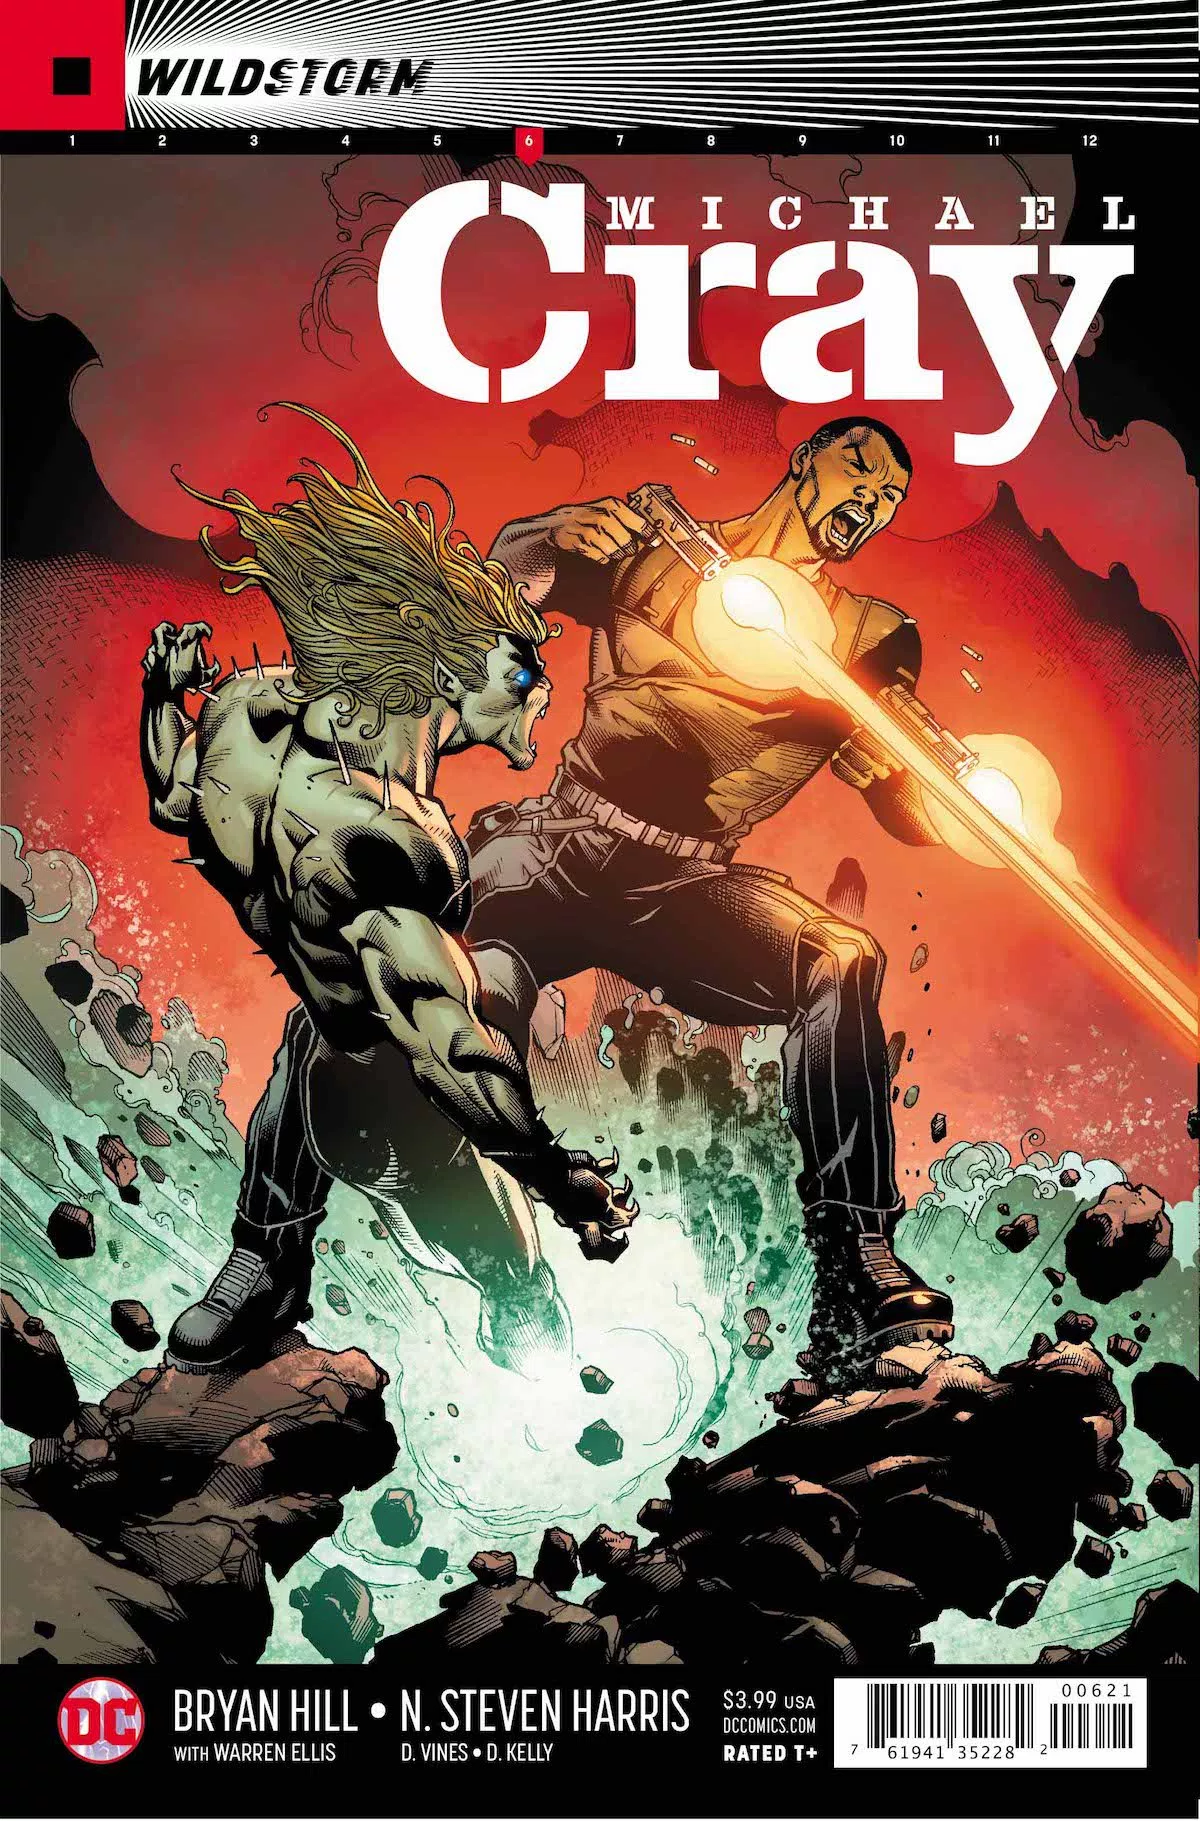 WILDSTORM
1 2 3 4 5 6 7 8 9 10 11 12
MICHAEL
Cray
DC
BRYAN HILL • N. STEVEN HARRIS
WITH WARREN ELLIS
D. VINES • D. KELLY
$3.99 USA
DCCOMICS.COM
RATED T+
00621
7 61941 35228 2